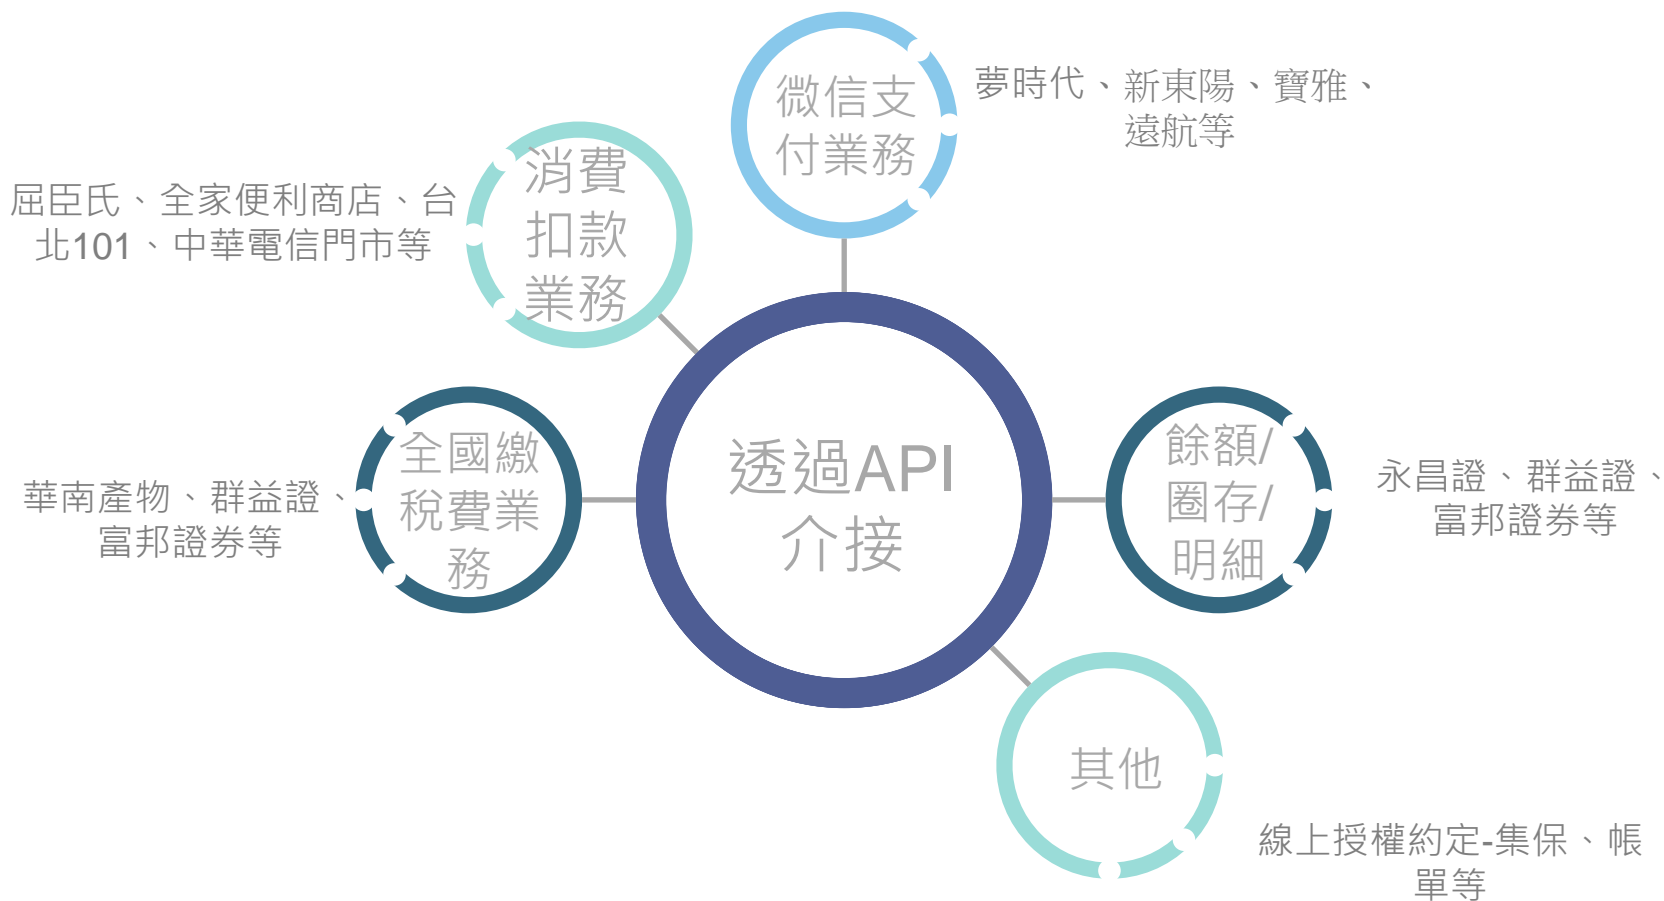 微信支
付業務
夢時代、新東陽、寶雅、
遠航等
消費
扣款
業務
屈臣氏、全家便利商店、台
北101、中華電信門市等
全國繳
稅費業
務
華南產物、群益證、
富邦證券等
透過API
介接
餘額/
圈存/
明細
永昌證、群益證、
富邦證券等
其他
線上授權約定-集保、帳
單等